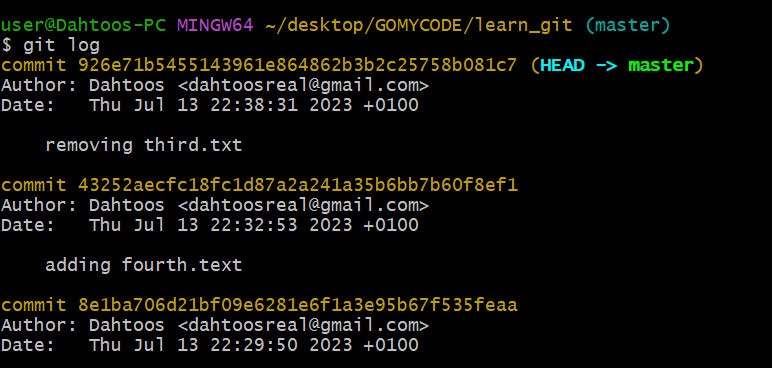 user@Dahtoos-PC MINGW64 ~/desktop/GOMYCODE/learn_git (master)
$ git log
commit 926e71b5455143961e864862b3b2c25758b081c7 (HEAD -> master)
Author: Dahtoos <dahtoosreal@gmail.com>
Date:   Thu Jul 13 22:38:31 2023 +0100
    removing third.txt
commit 43252aecfc18fc1d87a2a241a35b6bb7b60f8ef1
Author: Dahtoos <dahtoosreal@gmail.com>
Date:   Thu Jul 13 22:32:53 2023 +0100
    adding fourth.text
commit 8e1ba706d21bf09e6281e6f1a3e95b67f535feaa
Author: Dahtoos <dahtoosreal@gmail.com>
Date:   Thu Jul 13 22:29:50 2023 +0100